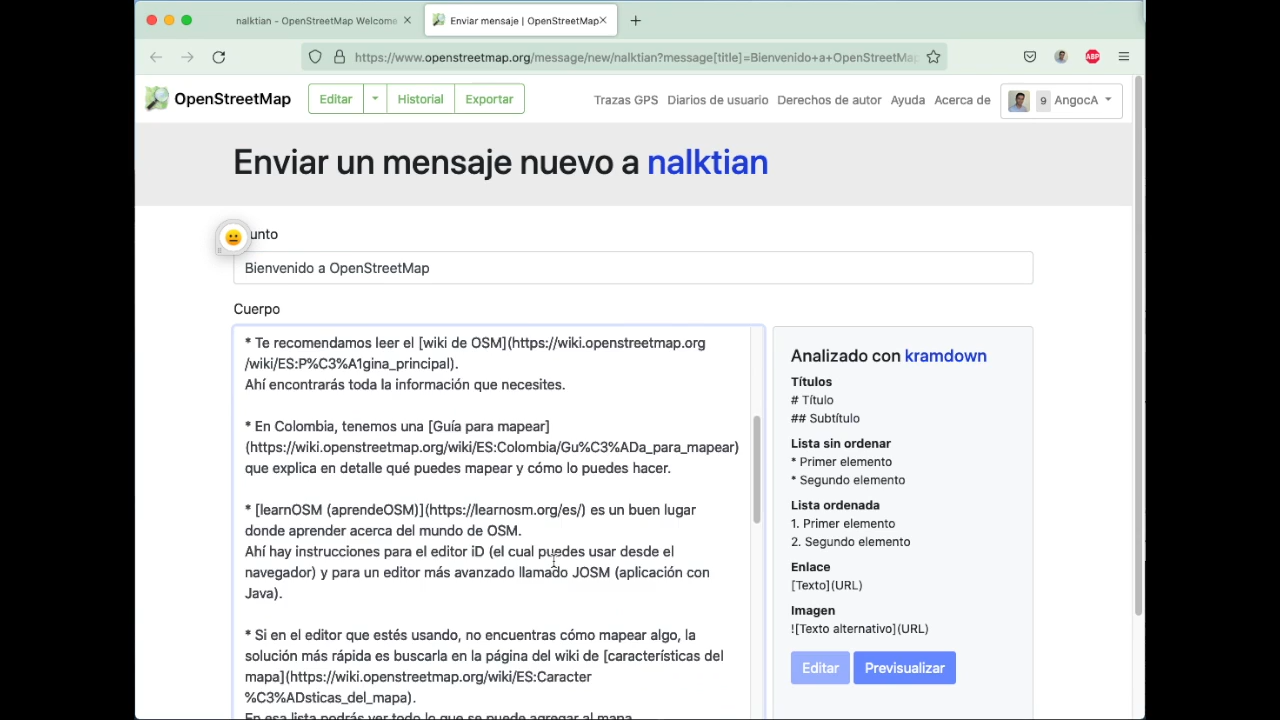 nalktian - OpenStreetMap Welcome
Enviar mensaje | OpenStreetMap
https://www.openstreetmap.org/message/new/nalktian?message[title]=Bienvenido+a+OpenStreetMa
ABP
OpenStreetMap
Editar
Historial
Exportar
Trazas GPS
Diarios de usuario
Derechos de autor
Ayuda
Acerca de
9 AngocA
Enviar un mensaje nuevo a nalktian
unto
Bienvenido a OpenStreetMap
Cuerpo
* Te recomendamos leer el [wiki de OSM](https://wiki.openstreetmap.org
/wiki/ES:P%C3%A1gina_principal).
Ahí encontrarás toda la información que necesites.
* En Colombia, tenemos una [Guía para mapear]
(https://wiki.openstreetmap.org/wiki/ES:Colombia/Gu%C3%ADa_para_mapear)
que explica en detalle qué puedes mapear y cómo lo puedes hacer.
* [learnOSM (aprendeOSM)](https://learnosm.org/es/) es un buen lugar
donde aprender acerca del mundo de OSM.
Ahí hay instrucciones para el editor iD (el cual puedes usar desde el
navegador) y para un editor más avanzado llamado JOSM (aplicación con
Java).
* Si en el editor que estés usando, no encuentras cómo mapear algo, la
solución más rápida es buscarla en la página del wiki de [características del
mapa](https://wiki.openstreetmap.org/wiki/ES:Caracter
%C3%ADsticas_del_mapa).
En esa lista podrás ver todo lo que se puede agregar al mapa
Analizado con kramdown
Títulos
# Título
## Subtítulo
Lista sin ordenar
* Primer elemento
* Segundo elemento
Lista ordenada
1. Primer elemento
2. Segundo elemento
Enlace
[Texto](URL)
Imagen
![Texto alternativo](URL)
Editar
Previsualizar